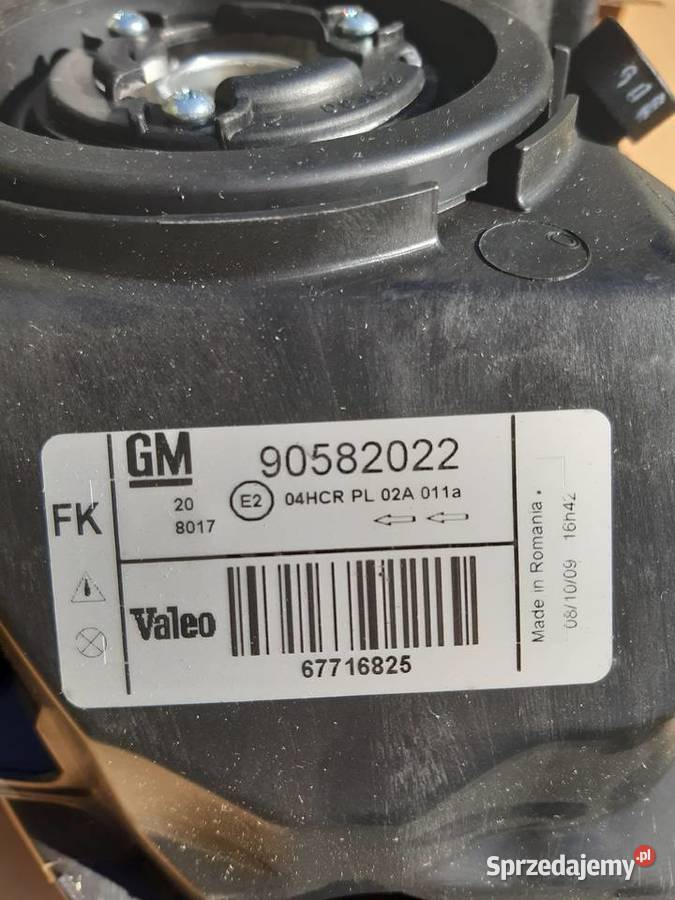 FK
GM 90582022
20
8017
E2 04HCR PL 02A 011a
Valeo
67716825
Made in Romania.
08/10/09 16h42
Sprzedajemy.pl